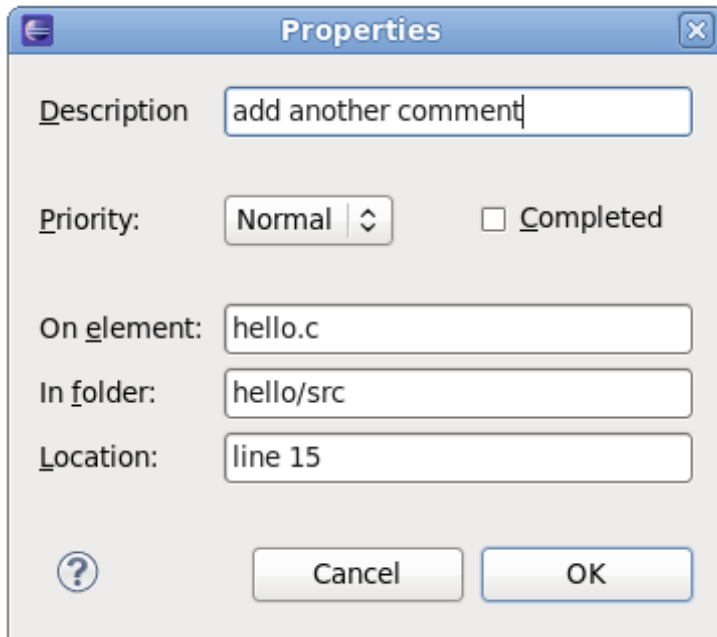 Properties
Description add another comment
Priority: Normal Completed
On element: hello.c
In folder: hello/src
Location: line 15
? Cancel OK